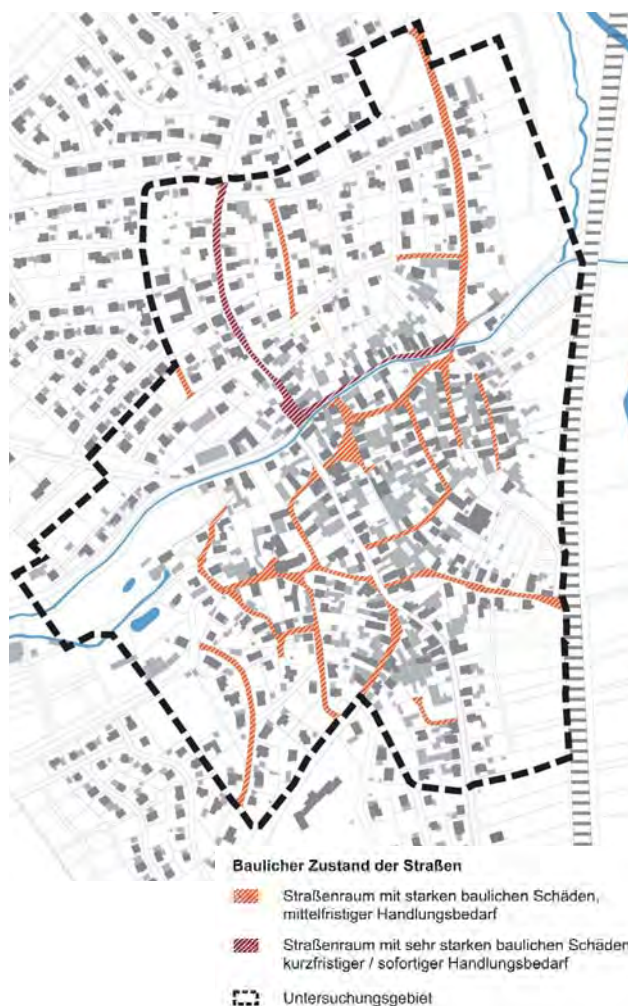 Baulicher Zustand der Straßen
Straßenraum mit starken baulichen Schäden,
mittelfristiger Handlungsbedarf
Straßenraum mit sehr starken baulichen Schäden
kurzfristiger / sofortiger Handlungsbedarf
Untersuchungsgebiet